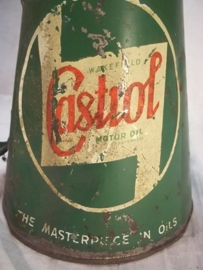 WAKEFIELD
Castrol
MOTOR OIL
THE MASTERPIECE IN OILS